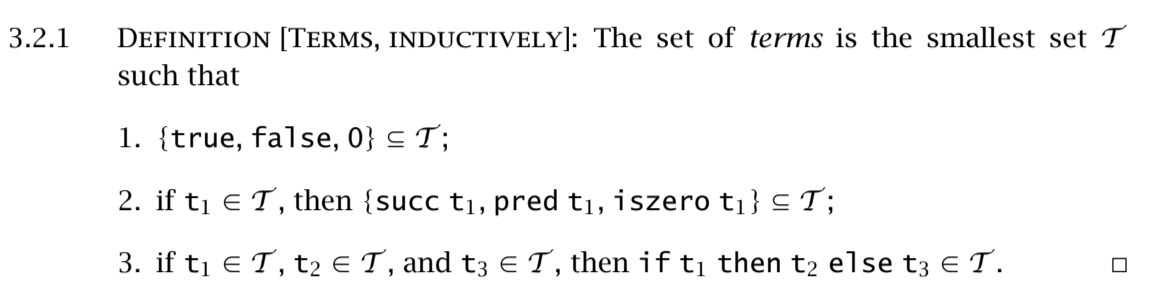 3.2.1 DEFINITION [TERMS, INDUCTIVELY]: The set of terms is the smallest set 𝒯
such that
1. {true, false, 0} ⊆ 𝒯;
2. if t₁ ∈ 𝒯, then {succ t₁, pred t₁, iszero t₁} ⊆ 𝒯;
3. if t₁ ∈ 𝒯, t₂ ∈ 𝒯, and t₃ ∈ 𝒯, then if t₁ then t₂ else t₃ ∈ 𝒯. □